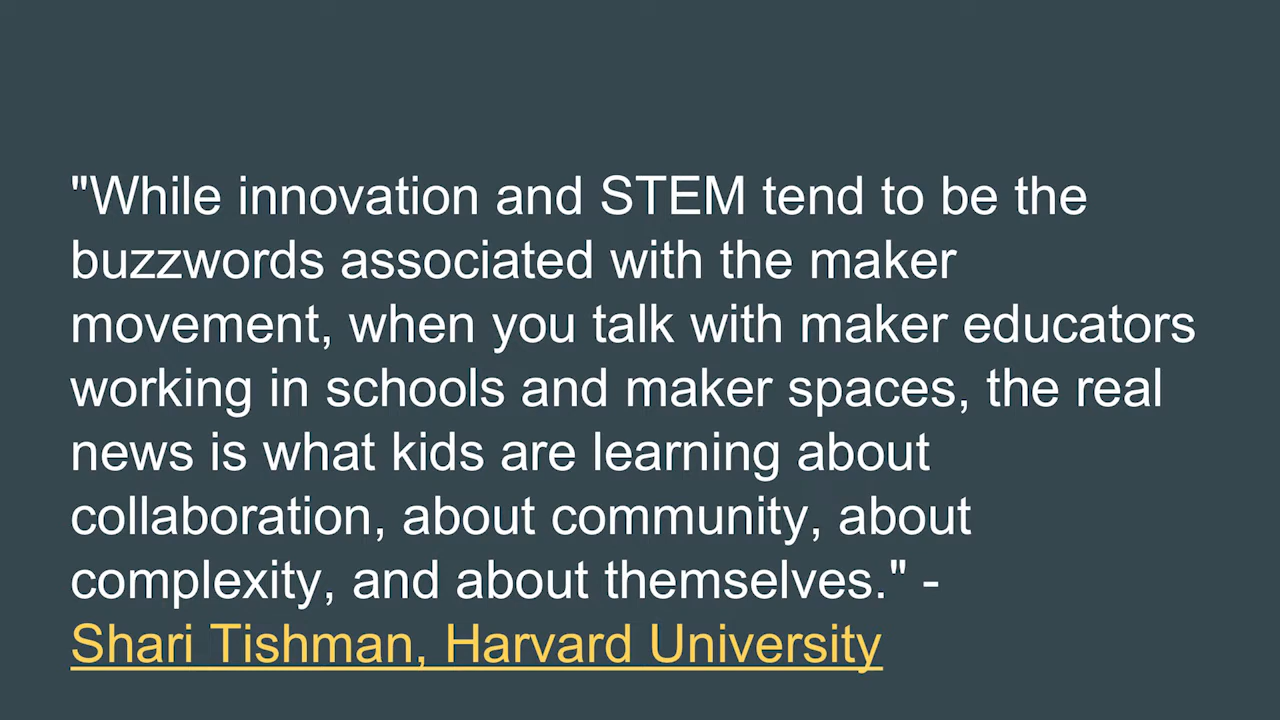 "While innovation and STEM tend to be the
buzzwords associated with the maker
movement, when you talk with maker educators
working in schools and maker spaces, the real
news is what kids are learning about
collaboration, about community, about
complexity, and about themselves." -
Shari Tishman, Harvard University